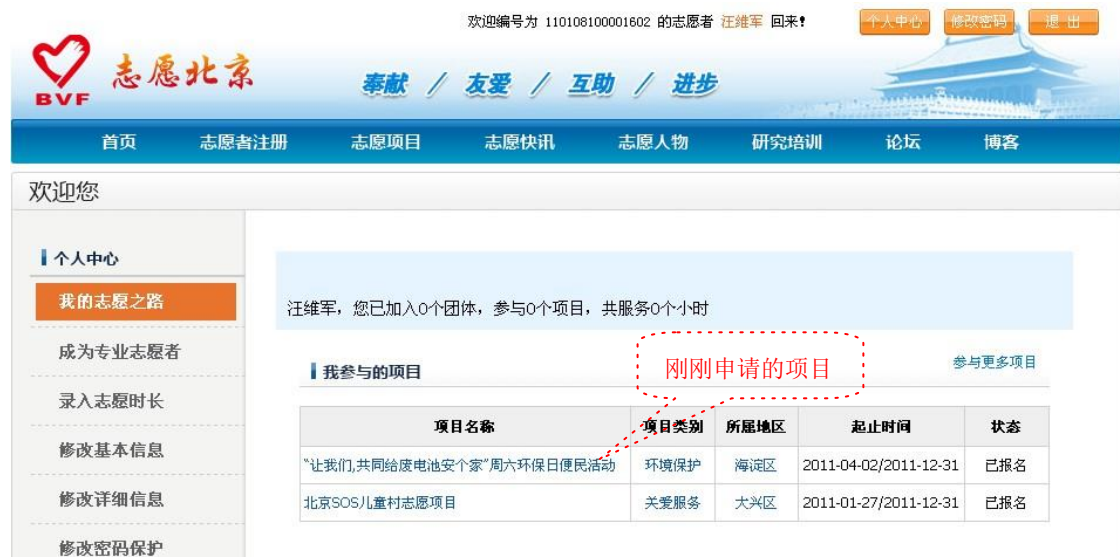 欢迎编号为 110108100001602 的志愿者 汪维军 回来! 个人中心 修改密码 退 出
BVF 志愿北京 奉献 / 友爱 / 互助 / 进步
首页 志愿者注册 志愿项目 志愿快讯 志愿人物 研究培训 论坛 博客
欢迎您
个人中心
我的志愿之路
成为专业志愿者
录入志愿时长
修改基本信息
修改详细信息
修改密码保护
汪维军，您已加入0个团体，参与0个项目，共服务0个小时
我参与的项目 刚刚申请的项目 参与更多项目
项目名称 项目类别 所属地区 起止时间 状态
“让我们,共同给废电池安个家”周六环保日便民活动 环境保护 海淀区 2011-04-02/2011-12-31 已报名
北京SOS儿童村志愿项目 关爱服务 大兴区 2011-01-27/2011-12-31 已报名